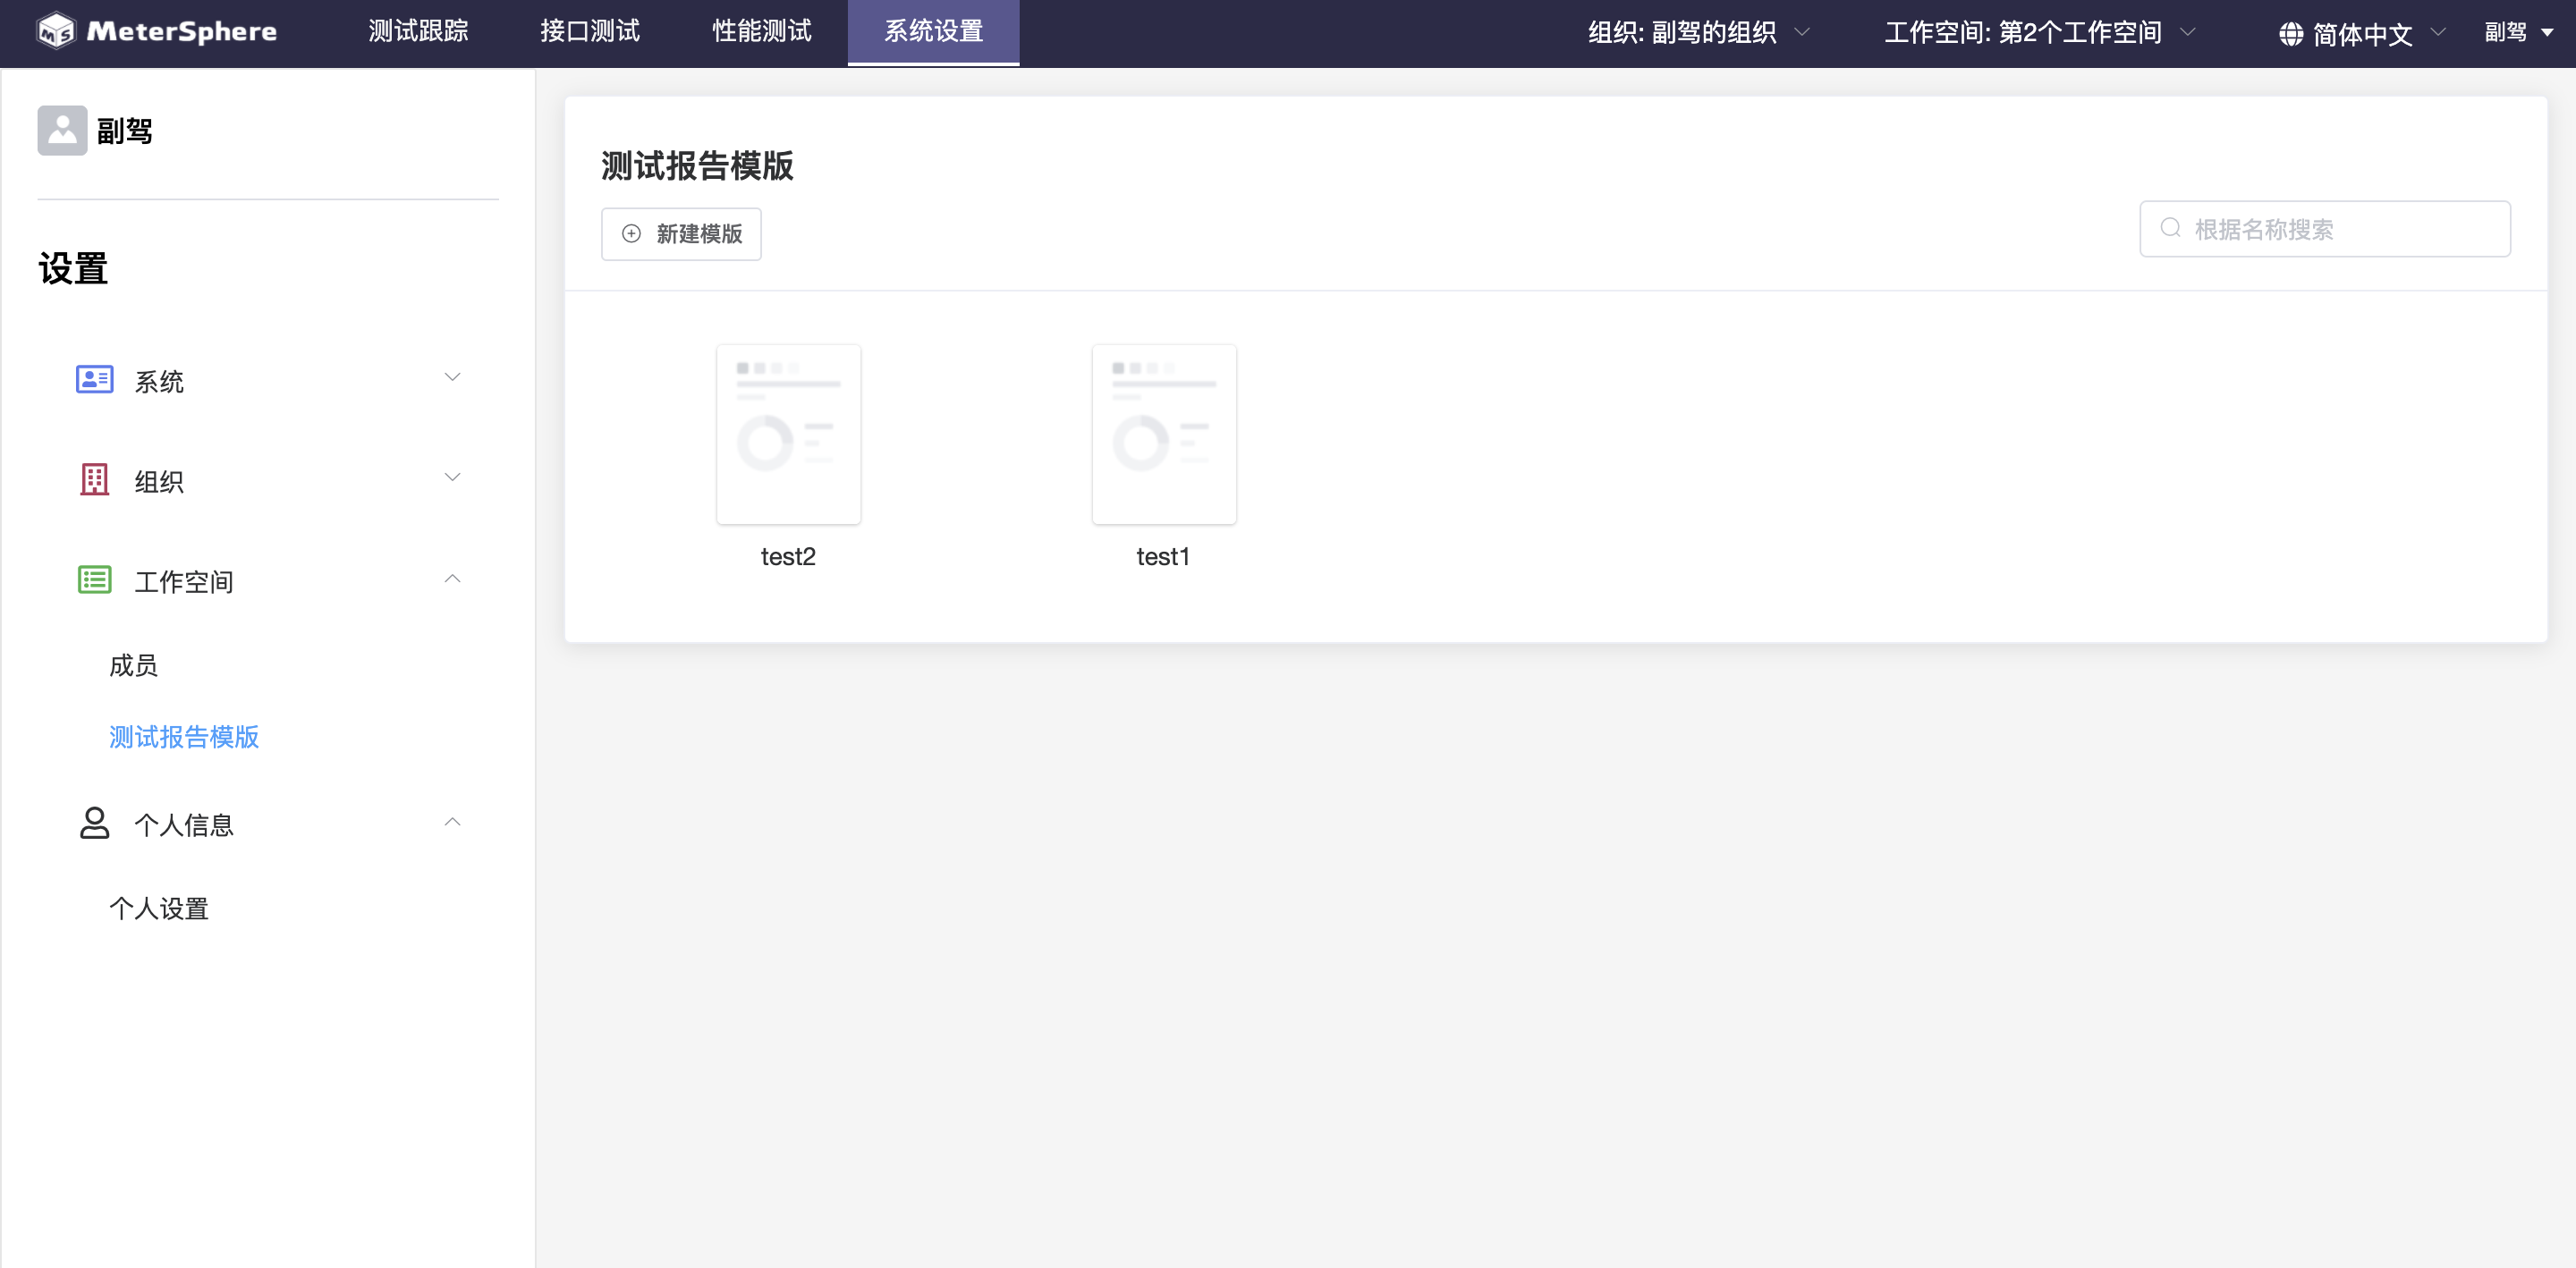 MeterSphere
测试跟踪
接口测试
性能测试
系统设置
组织: 副驾的组织
工作空间: 第2个工作空间
简体中文
副驾
副驾
设置
系统
组织
工作空间
成员
测试报告模版
个人信息
个人设置
测试报告模版
新建模版
根据名称搜索
test2
test1